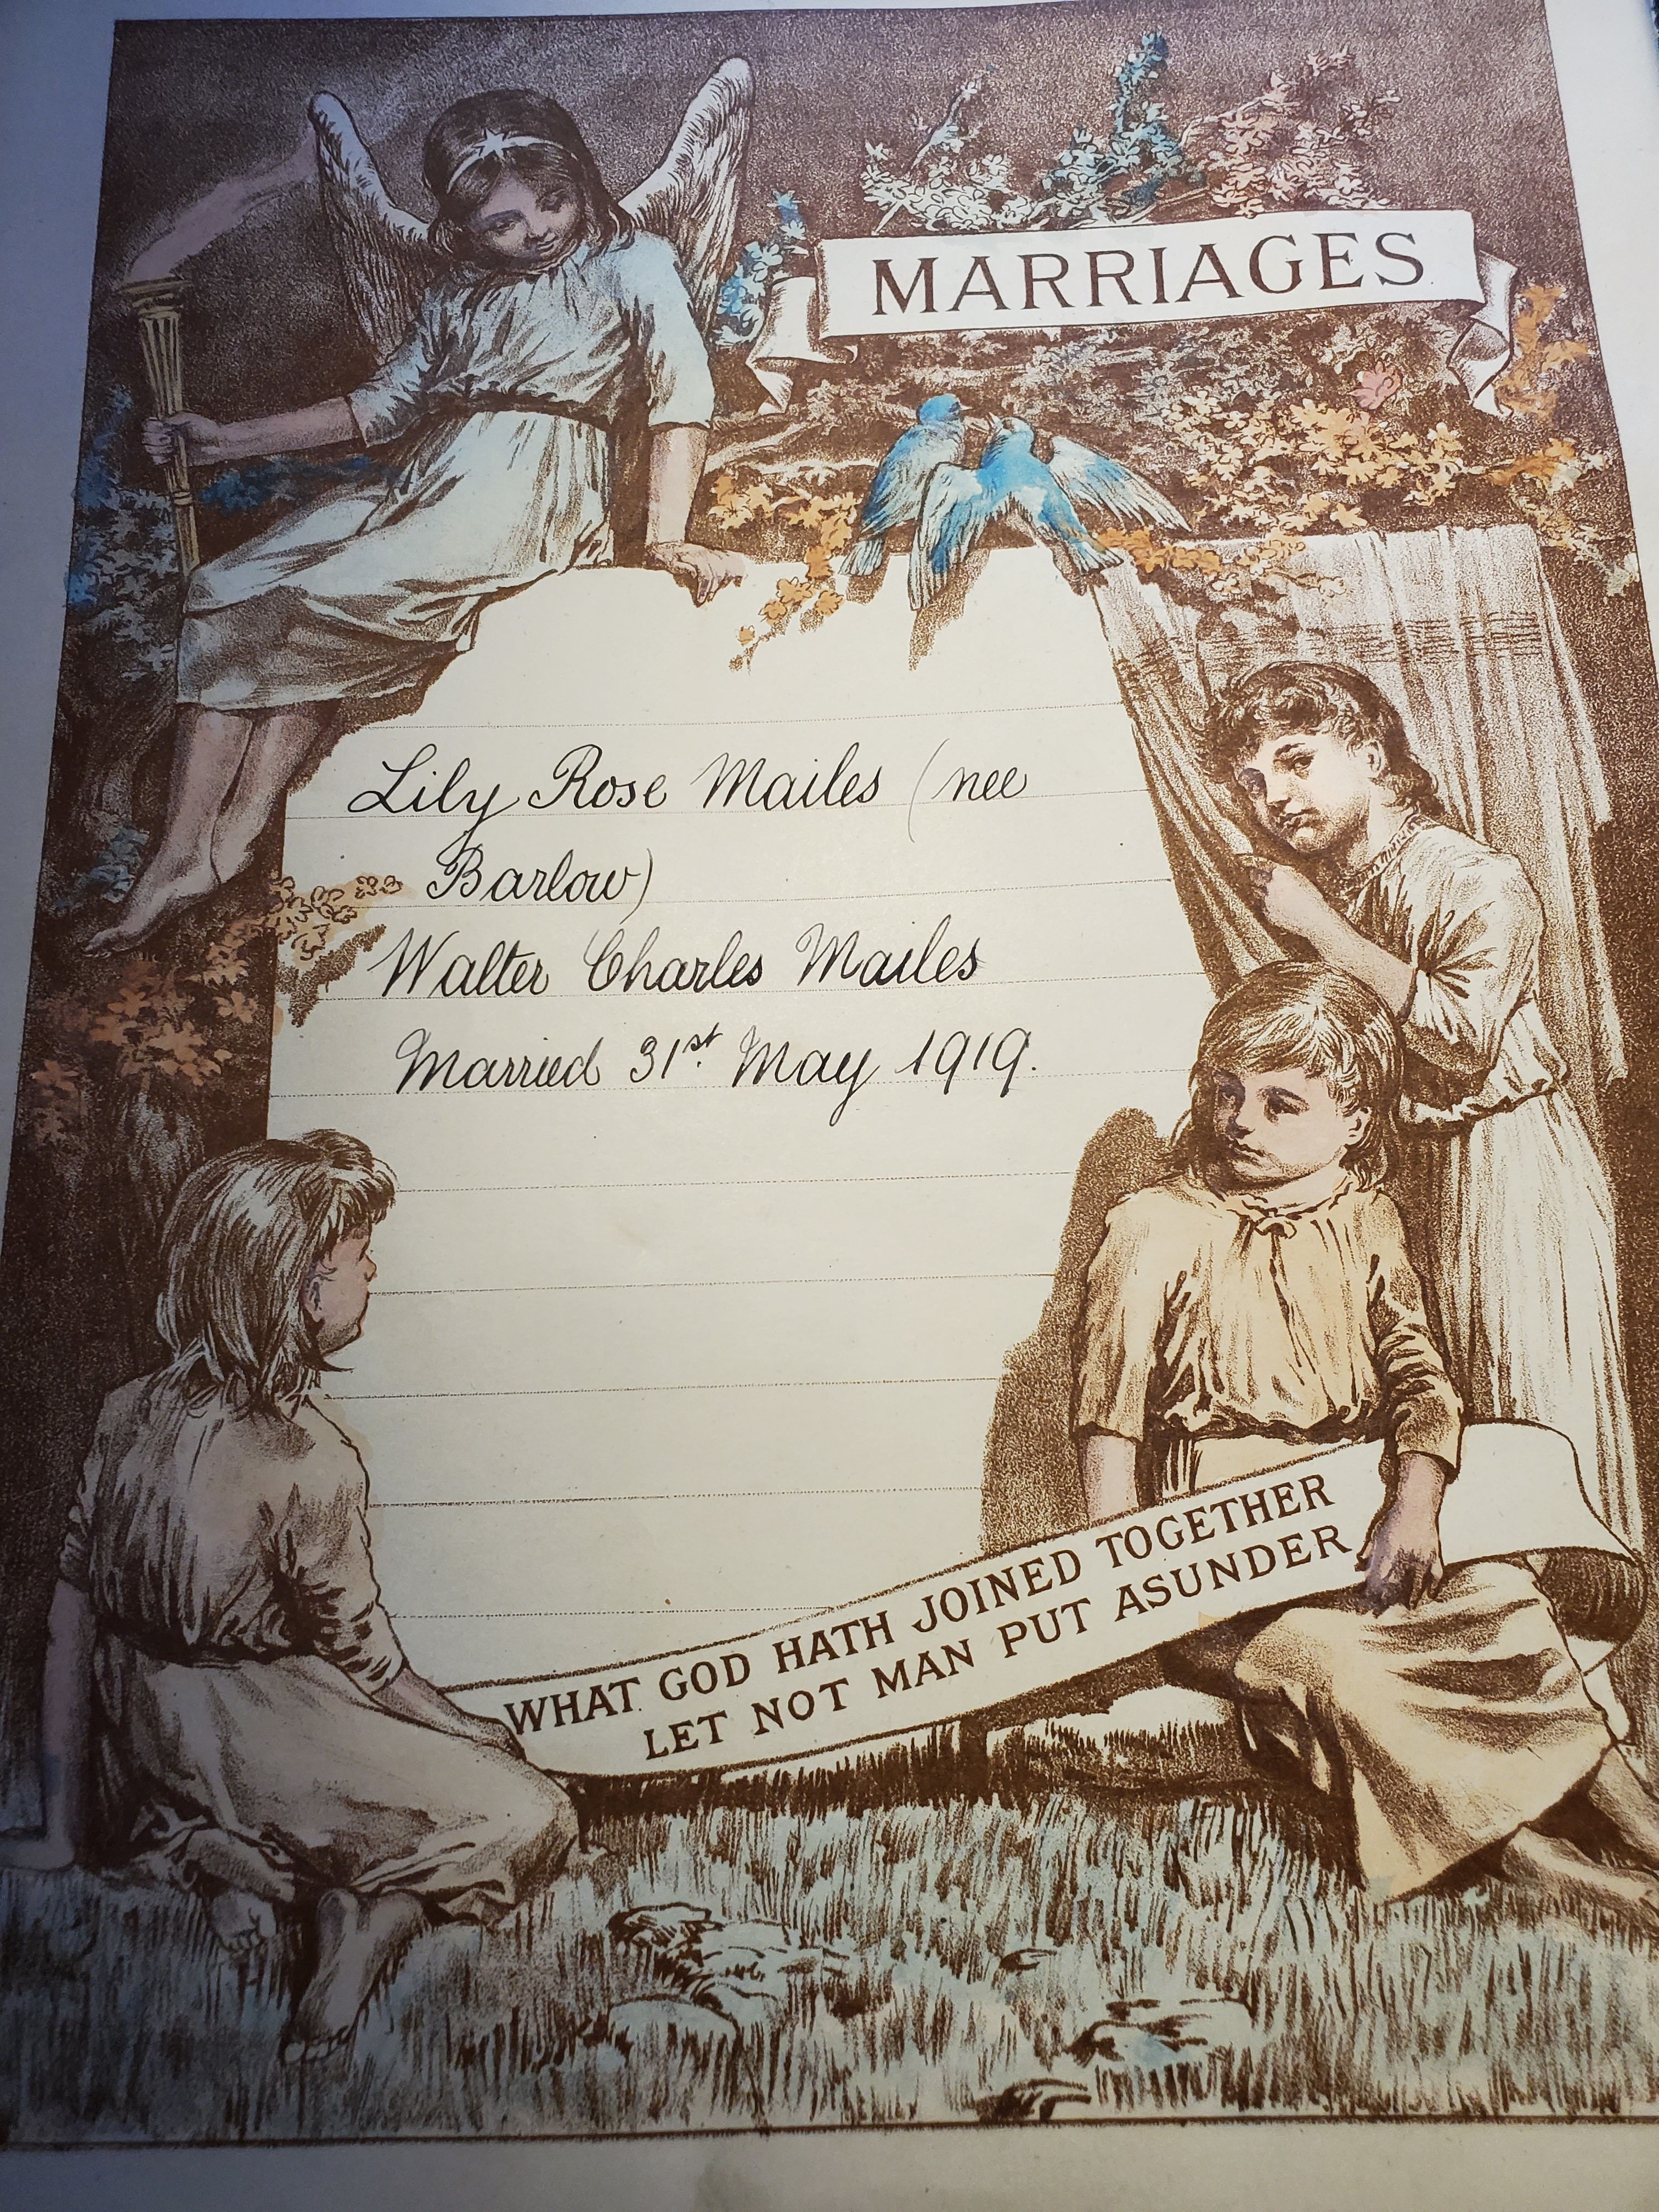 MARRIAGES
Lily Rose Mailes (nee
Barlow)
Walter Charles Mailes
Married 31st. May 1919.
WHAT GOD HATH JOINED TOGETHER
LET NOT MAN PUT ASUNDER